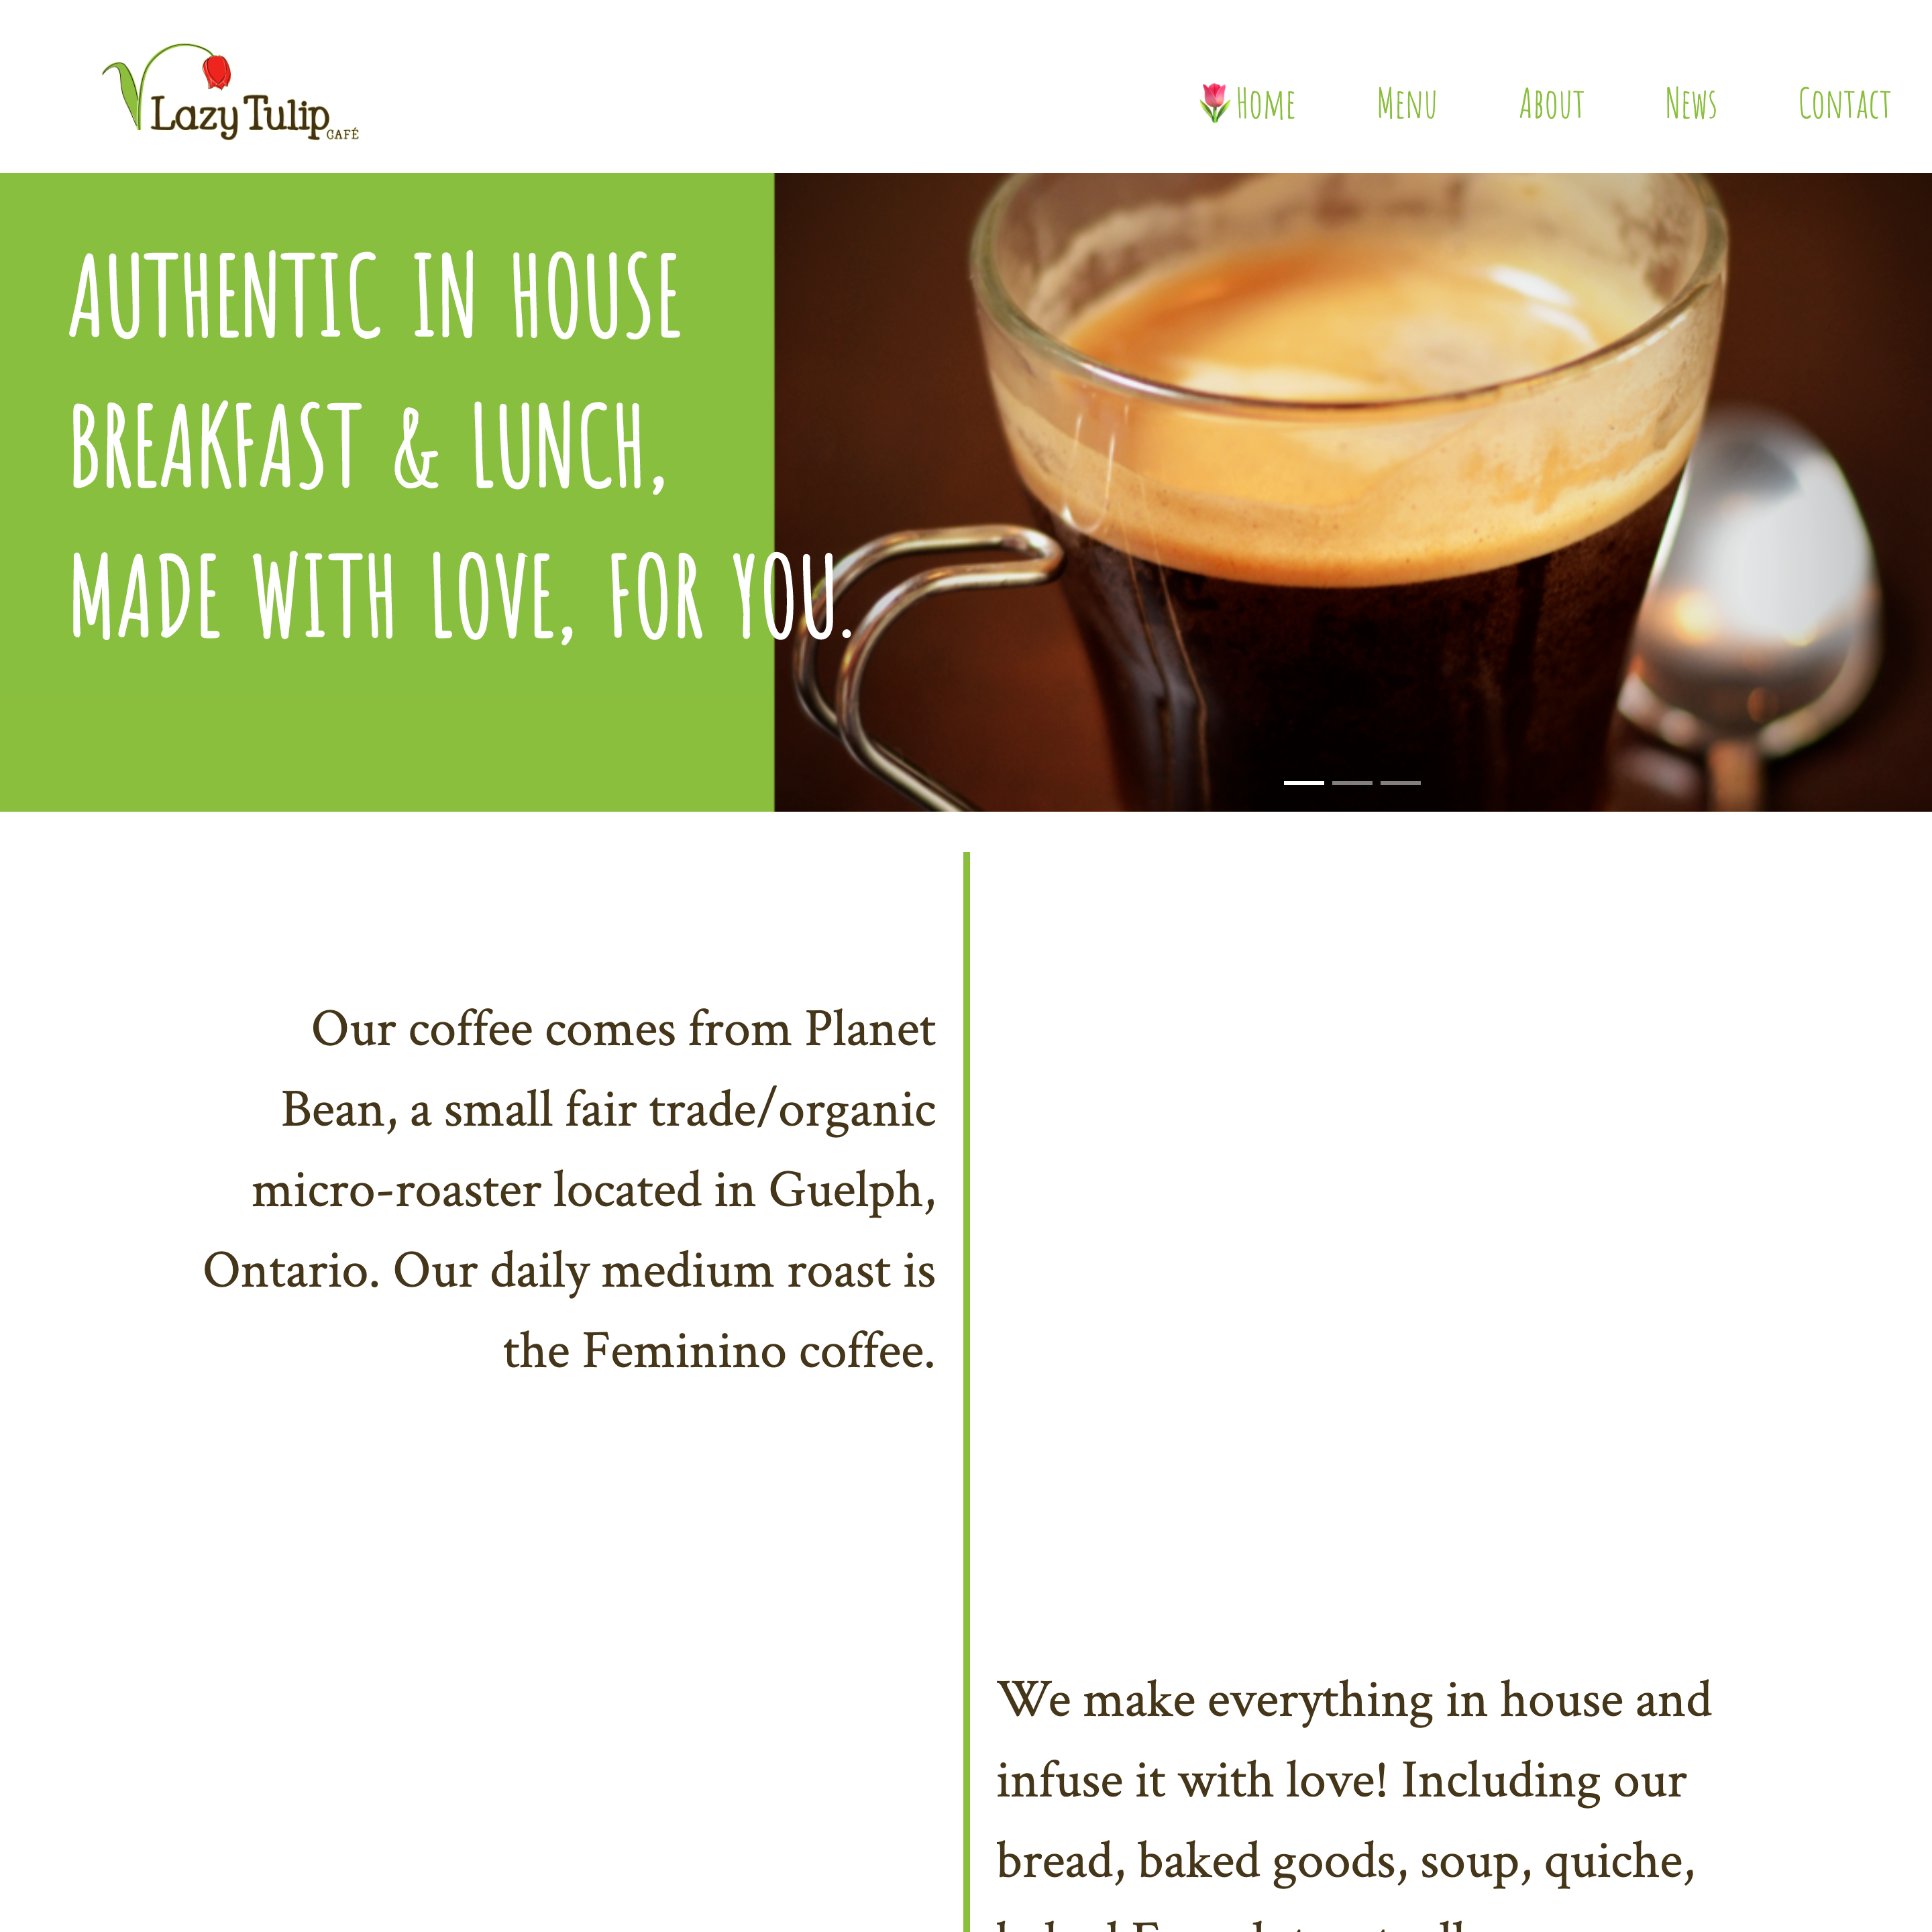 Lazy Tulip
CAFÉ
Home Menu About News Contact
AUTHENTIC IN HOUSE
BREAKFAST & LUNCH,
MADE WITH LOVE, FOR YOU.
Our coffee comes from Planet
Bean, a small fair trade/organic
micro-roaster located in Guelph,
Ontario. Our daily medium roast is
the Feminino coffee.
We make everything in house and
infuse it with love! Including our
bread, baked goods, soup, quiche,